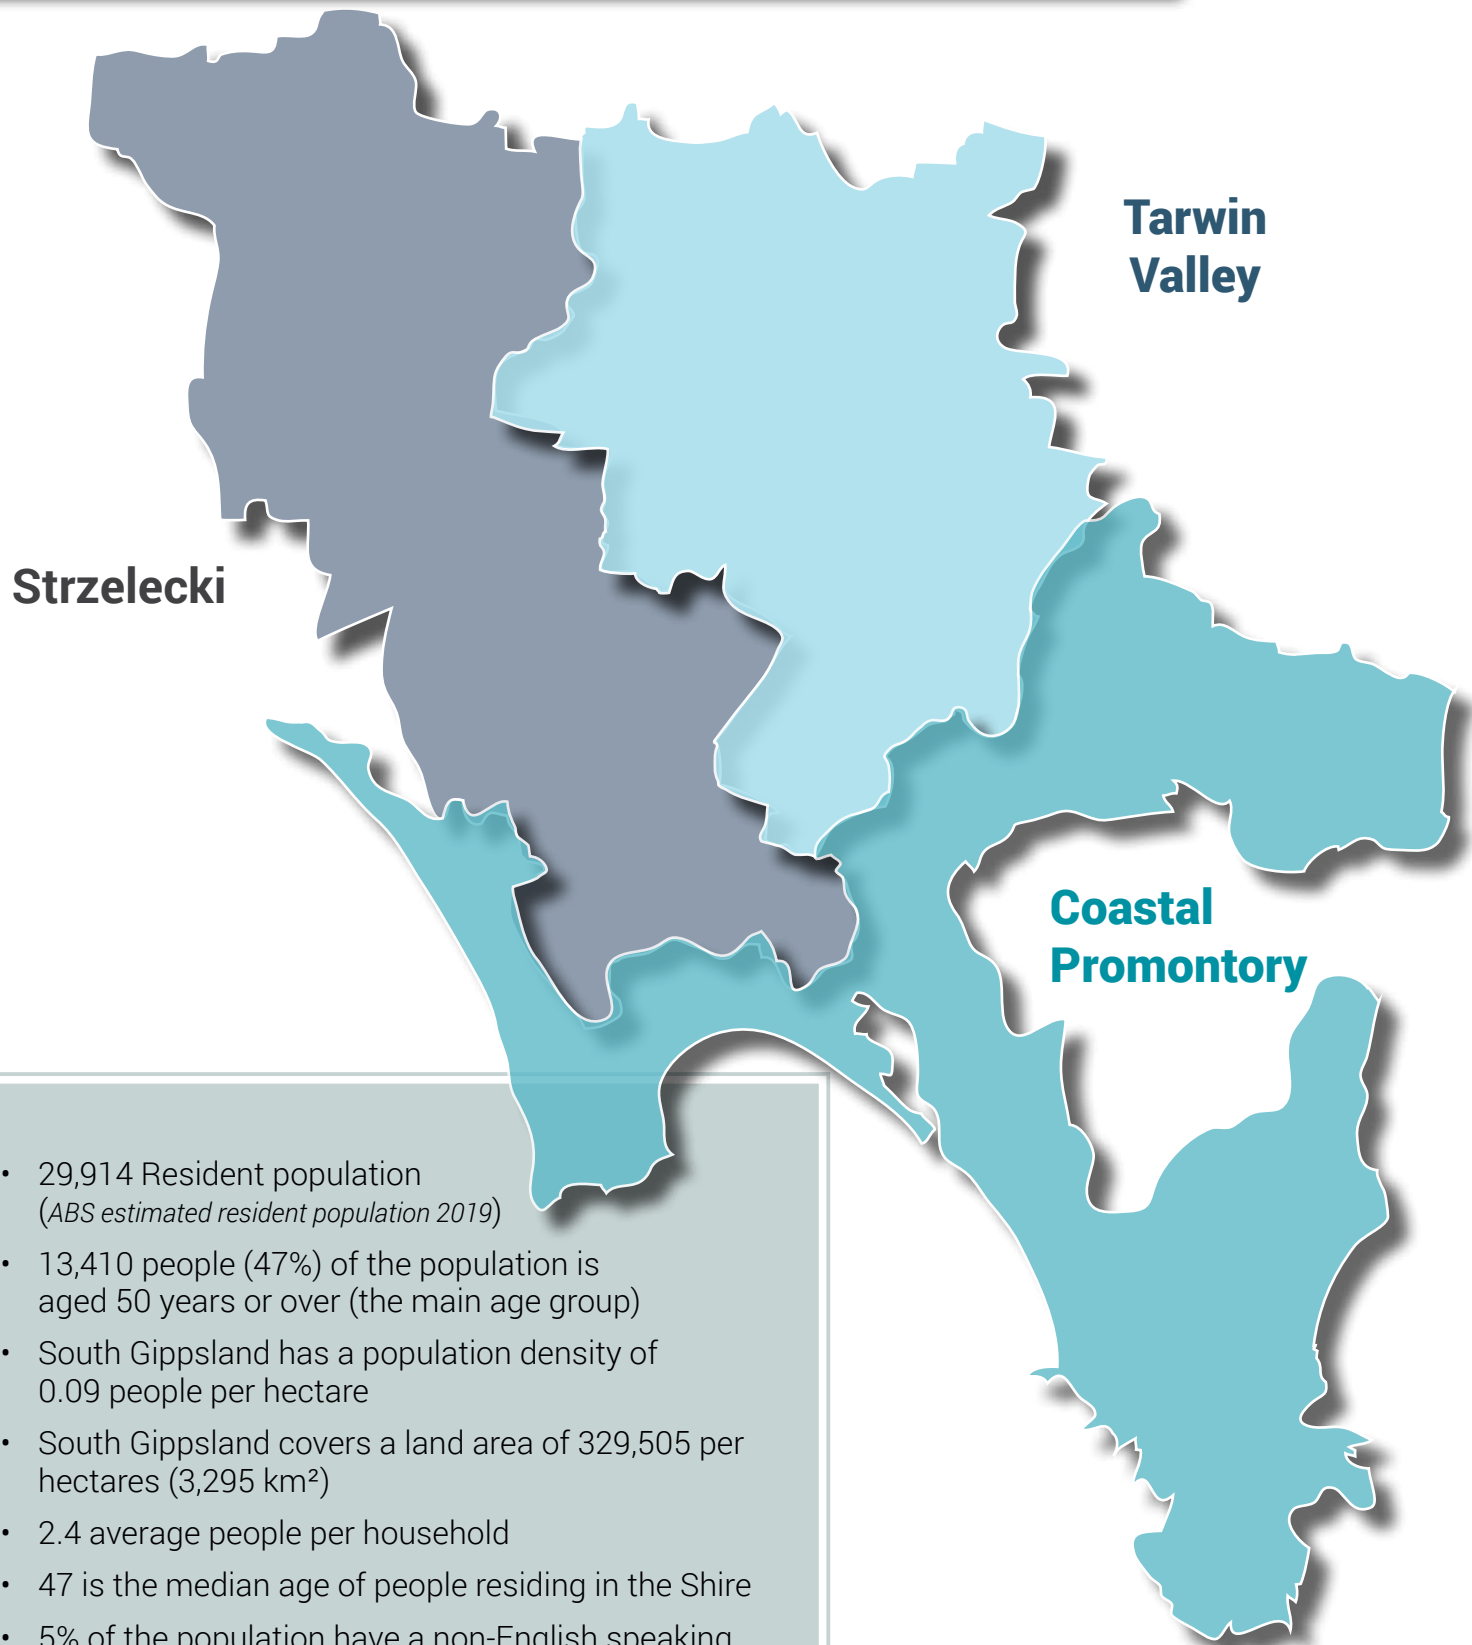 Tarwin
Valley
Strzelecki
Coastal
Promontory
• 29,914 Resident population
(ABS estimated resident population 2019)
• 13,410 people (47%) of the population is
aged 50 years or over (the main age group)
• South Gippsland has a population density of
0.09 people per hectare
• South Gippsland covers a land area of 329,505 per
hectares (3,295 km²)
• 2.4 average people per household
• 47 is the median age of people residing in the Shire
• 5% of the population have a non-English speaking